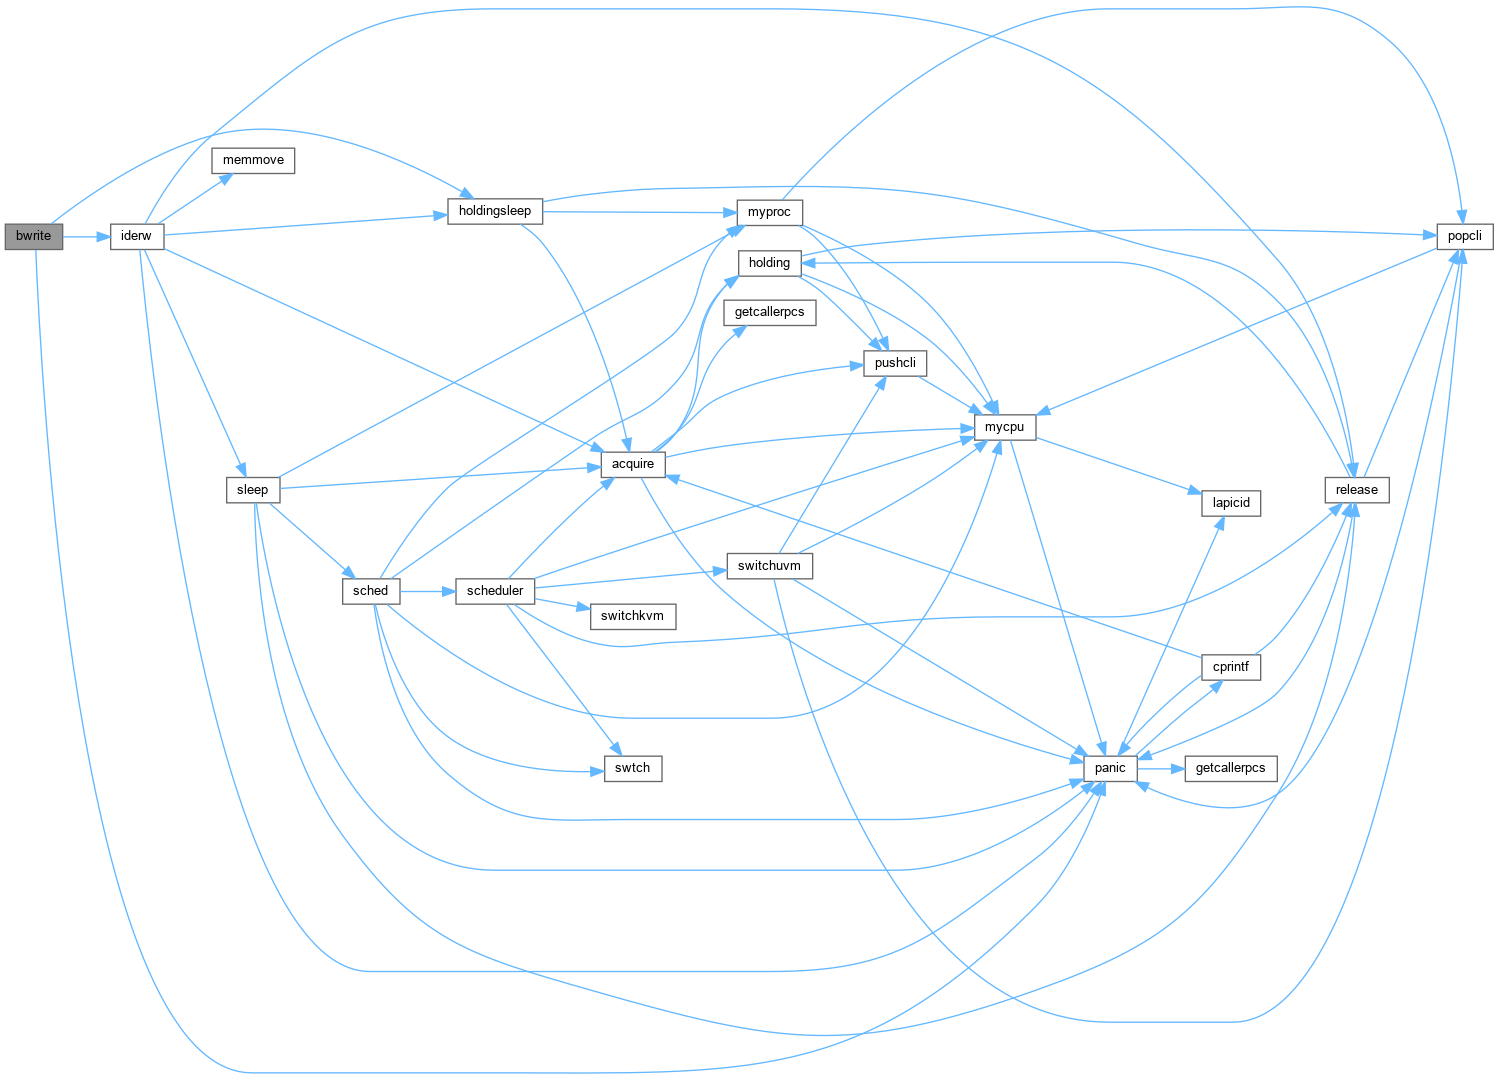 bwrite
iderw
memmove
holdingsleep
myproc
holding
getcallerpcs
popcli
pushcli
mycpu
acquire
sleep
release
lapicid
switchuvm
sched
scheduler
switchkvm
cprintf
swtch
panic
getcallerpcs